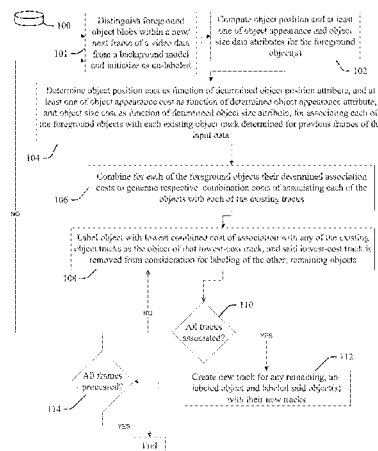 100
Distinguish foreground
object blobs within a new/
next frame of a video data
from a background model
and initialize as un-labeled
101
Compute object position and at least
one of object appearance and object
size data attributes for the foreground
object(s)
102
Determine object position cost as function of determined object position attribute, and at
least one of object appearance cost as function of determined object appearance attribute,
and object size cost as function of determined object size attribute, for associating each of
the foreground objects with each existing object track determined for previous frames of the
input data
104
Combine for each of the foreground objects their determined association
costs to generate respective combination costs of associating each of the
objects with each of the existing tracks
106
Label object with lowest combined cost of association with any of the existing
object tracks as the object of that lowest-cost track, and said lowest-cost track is
removed from consideration for labeling of the other, remaining objects
108
NO
NO
All tracks
associated?
110
YES
112
Create new track for any remaining, un-
labeled object and labeled said object(s)
with their new tracks
All frames
processed?
114
YES
End